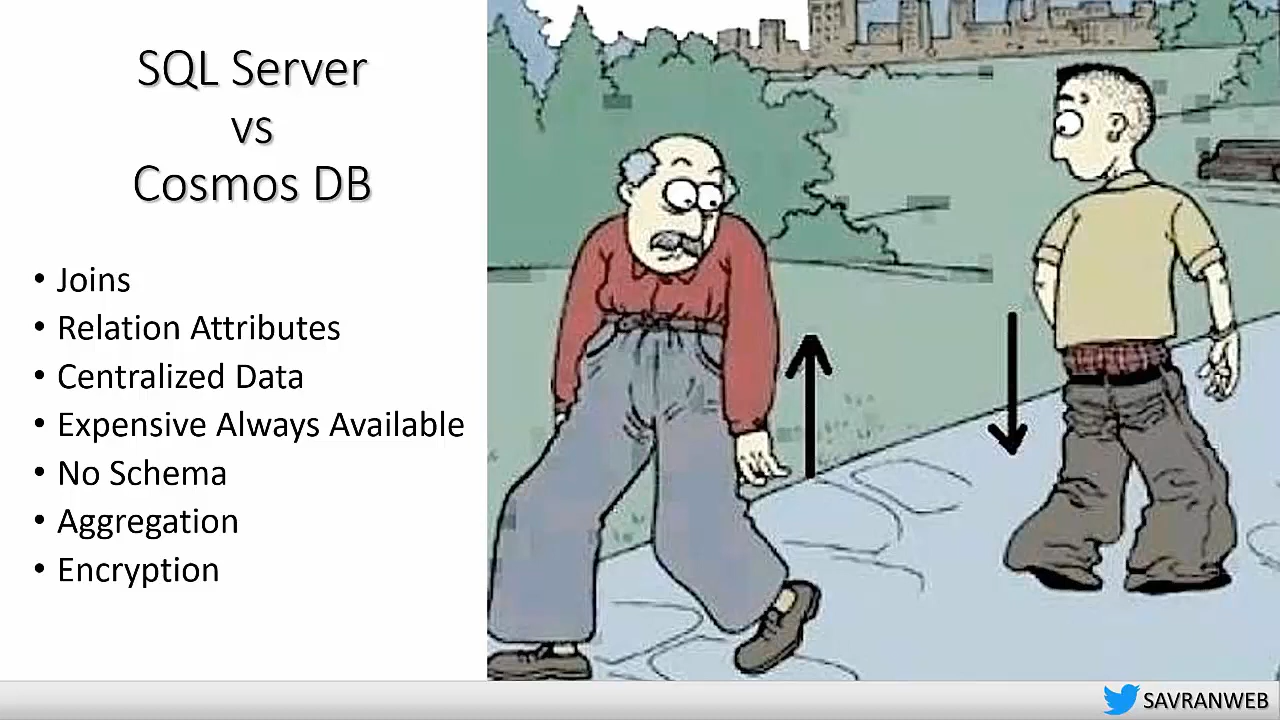 SQL Server
vs
Cosmos DB
• Joins
• Relation Attributes
• Centralized Data
• Expensive Always Available
• No Schema
• Aggregation
• Encryption
SAVRANWEB